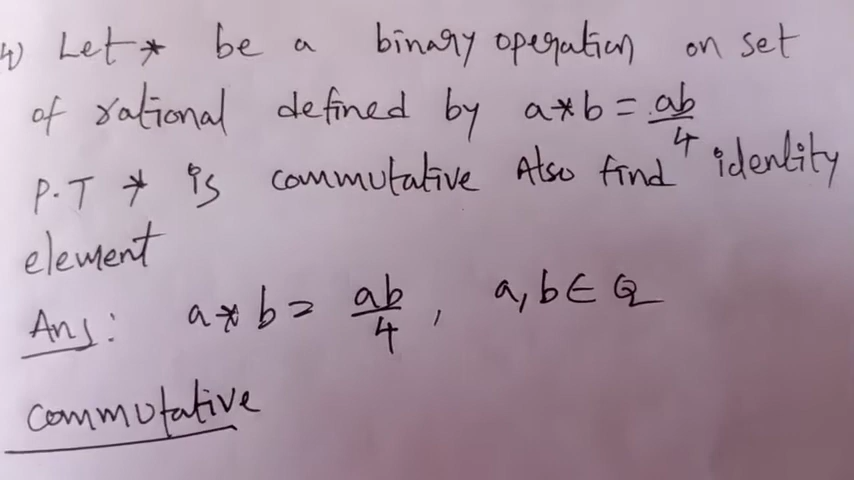 4) Let * be a binary operation on set
of rational defined by a*b = ab/4
P.T * is commutative Also find identity
element
Ans: a*b = ab/4, a,b ∈ Q
commutative